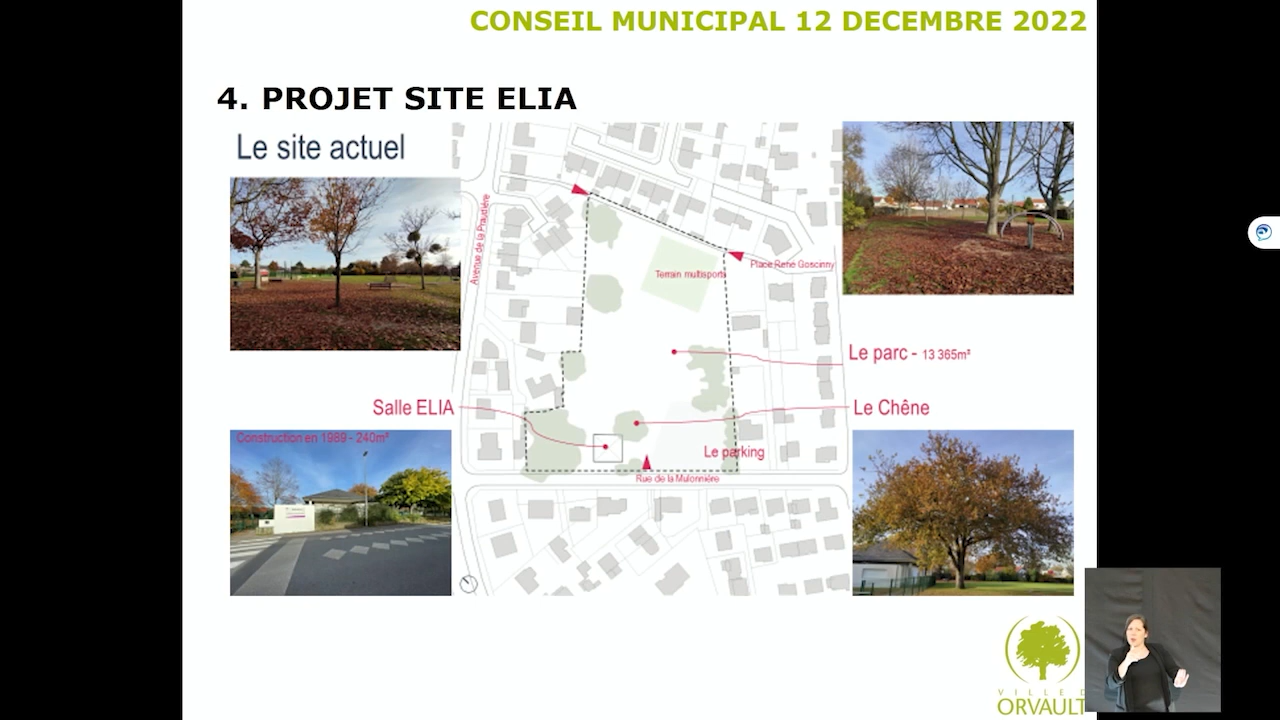 CONSEIL MUNICIPAL 12 DECEMBRE 2022
4. PROJET SITE ELIA
Le site actuel
Avenue de la Praudière
Terrain multisports
Place René Goscinny
Le parc - 13 365m²
Salle ELIA
Le Chêne
Construction en 1989 - 240m²
Le parking
Rue de la Mulonnière
VILLE D
ORVAULT